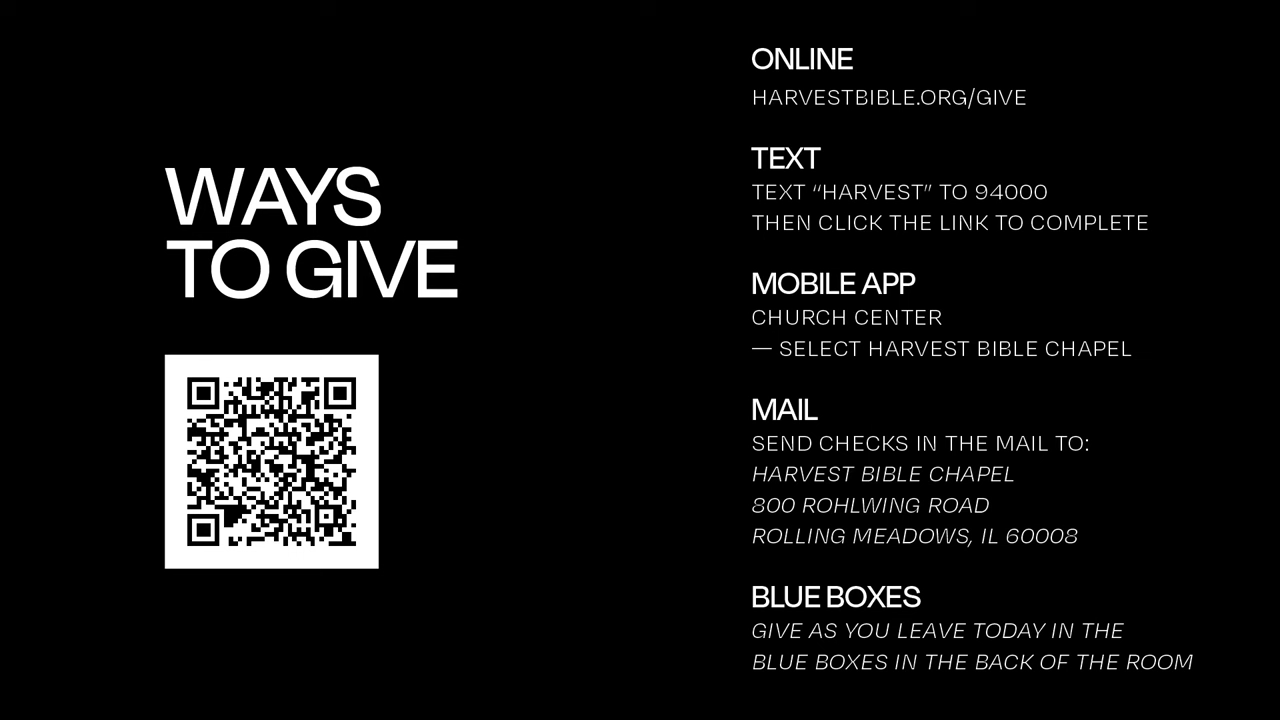 WAYS
TO GIVE
ONLINE
HARVESTBIBLE.ORG/GIVE
TEXT
TEXT “HARVEST” TO 94000
THEN CLICK THE LINK TO COMPLETE
MOBILE APP
CHURCH CENTER
— SELECT HARVEST BIBLE CHAPEL
MAIL
SEND CHECKS IN THE MAIL TO:
HARVEST BIBLE CHAPEL
800 ROHLWING ROAD
ROLLING MEADOWS, IL 60008
BLUE BOXES
GIVE AS YOU LEAVE TODAY IN THE
BLUE BOXES IN THE BACK OF THE ROOM